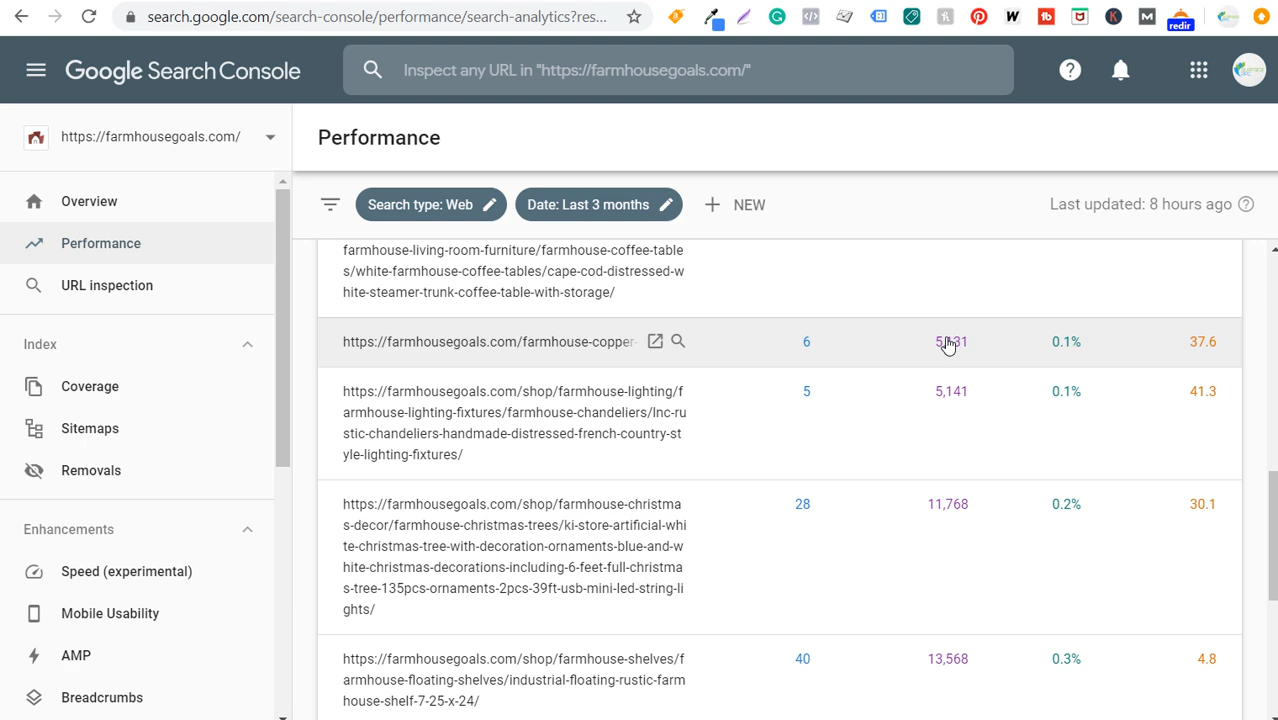 search.google.com/search-console/performance/search-analytics?res...
redir
Google Search Console
Inspect any URL in "https://farmhousegoals.com/"
https://farmhousegoals.com/
Overview
Performance
URL inspection
Index
Coverage
Sitemaps
Removals
Enhancements
Speed (experimental)
Mobile Usability
AMP
Breadcrumbs
Performance
Search type: Web
Date: Last 3 months
NEW
Last updated: 8 hours ago
farmhouse-living-room-furniture/farmhouse-coffee-table
s/white-farmhouse-coffee-tables/cape-cod-distressed-w
hite-steamer-trunk-coffee-table-with-storage/
https://farmhousegoals.com/farmhouse-copper- 6 0.1% 37.6
https://farmhousegoals.com/shop/farmhouse-lighting/f 5 5,141 0.1% 41.3
armhouse-lighting-fixtures/farmhouse-chandeliers/lnc-ru
stic-chandeliers-handmade-distressed-french-country-st
yle-lighting-fixtures/
https://farmhousegoals.com/shop/farmhouse-christma 28 11,768 0.2% 30.1
s-decor/farmhouse-christmas-trees/ki-store-artificial-whi
te-christmas-tree-with-decoration-ornaments-blue-and-w
hite-christmas-decorations-including-6-feet-full-christma
s-tree-135pcs-ornaments-2pcs-39ft-usb-mini-led-string-li
ghts/
https://farmhousegoals.com/shop/farmhouse-shelves/f 40 13,568 0.3% 4.8
armhouse-floating-shelves/industrial-floating-rustic-farm
house-shelf-7-25-x-24/